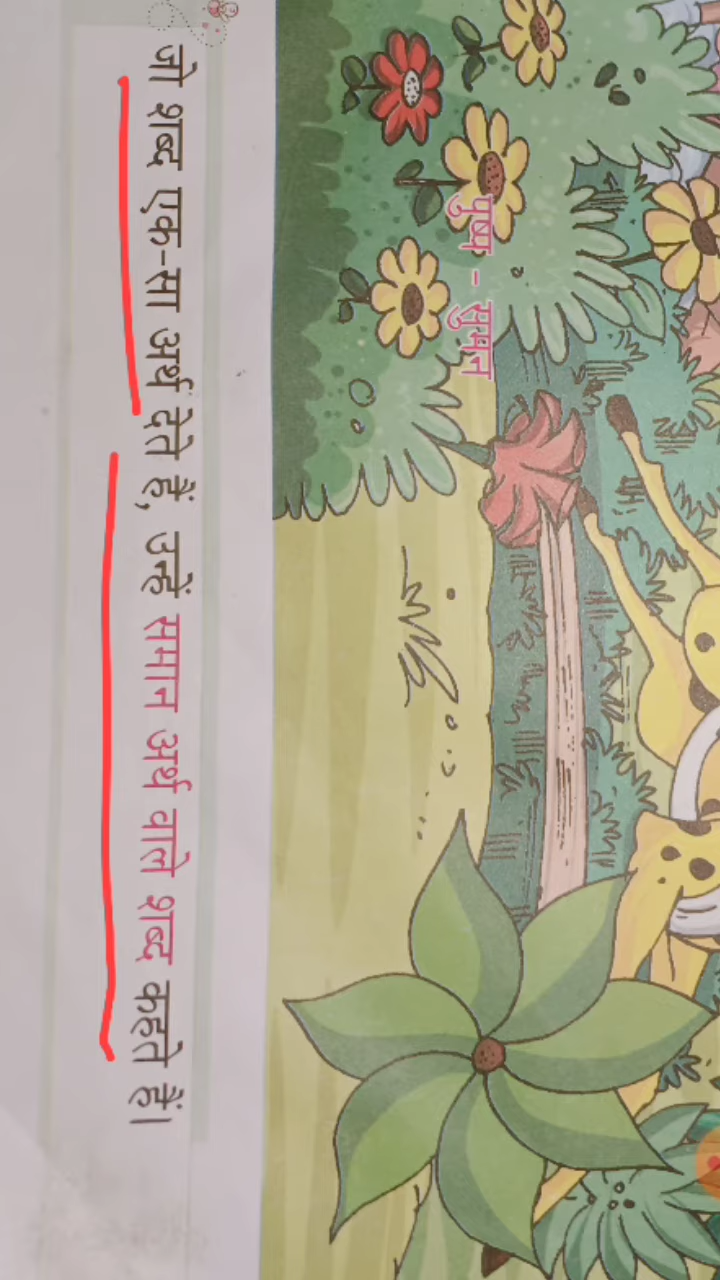 पुष्प - सुमन
जो शब्द एक-सा अर्थ देते हैं, उन्हें समान अर्थ वाले शब्द कहते हैं।